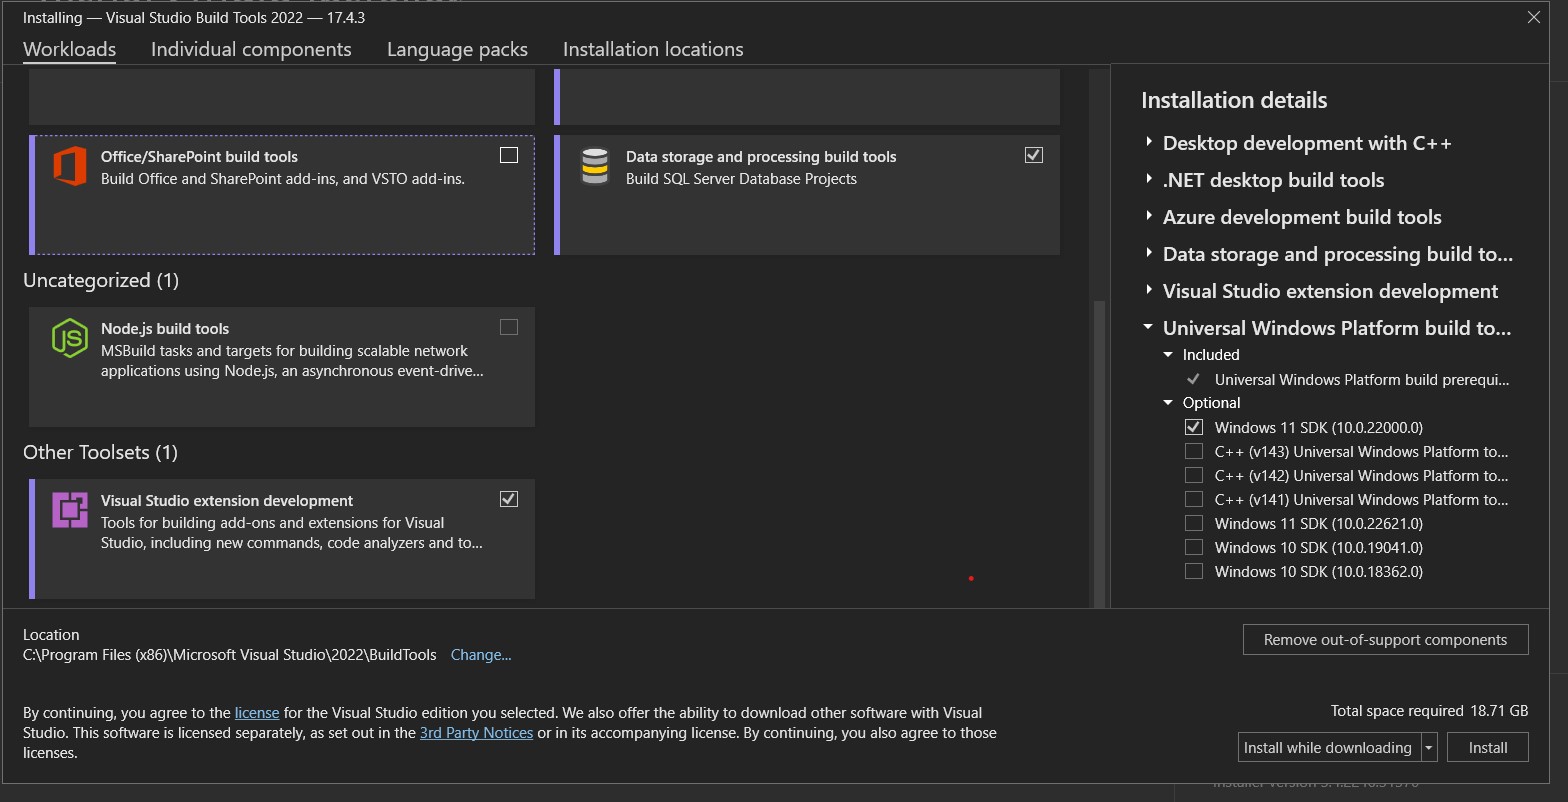 Installing — Visual Studio Build Tools 2022 — 17.4.3
Workloads
Individual components
Language packs
Installation locations
Office/SharePoint build tools
Build Office and SharePoint add-ins, and VSTO add-ins.
Data storage and processing build tools
Build SQL Server Database Projects
Uncategorized (1)
Node.js build tools
MSBuild tasks and targets for building scalable network
applications using Node.js, an asynchronous event-drive...
Other Toolsets (1)
Visual Studio extension development
Tools for building add-ons and extensions for Visual
Studio, including new commands, code analyzers and to...
Installation details
Desktop development with C++
.NET desktop build tools
Azure development build tools
Data storage and processing build to...
Visual Studio extension development
Universal Windows Platform build to...
Included
Universal Windows Platform build prerequi...
Optional
Windows 11 SDK (10.0.22000.0)
C++ (v143) Universal Windows Platform to...
C++ (v142) Universal Windows Platform to...
C++ (v141) Universal Windows Platform to...
Windows 11 SDK (10.0.22621.0)
Windows 10 SDK (10.0.19041.0)
Windows 10 SDK (10.0.18362.0)
Location
C:\Program Files (x86)\Microsoft Visual Studio\2022\BuildTools Change...
Remove out-of-support components
By continuing, you agree to the license for the Visual Studio edition you selected. We also offer the ability to download other software with Visual
Studio. This software is licensed separately, as set out in the 3rd Party Notices or in its accompanying license. By continuing, you also agree to those
licenses.
Total space required 18.71 GB
Install while downloading
Install